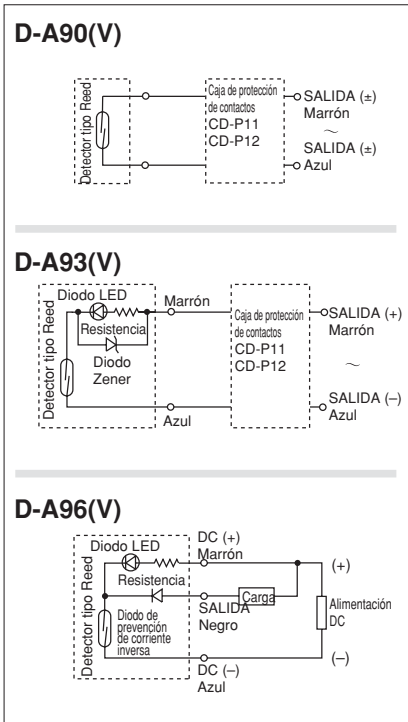 D-A90(V)
Detector tipo Reed
Caja de protección
de contactos
CD-P11
CD-P12
SALIDA (±)
Marrón
~
SALIDA (±)
Azul
D-A93(V)
Detector tipo Reed
Diodo LED
Resistencia
Diodo
Zener
Marrón
Azul
Caja de protección
de contactos
CD-P11
CD-P12
SALIDA (+)
Marrón
~
SALIDA (–)
Azul
D-A96(V)
Detector tipo Reed
Diodo LED
Resistencia
Diodo de
prevención
de corriente
inversa
DC (+)
Marrón
SALIDA
Negro
Carga
DC (–)
Azul
(+)
Alimentación
DC
(–)